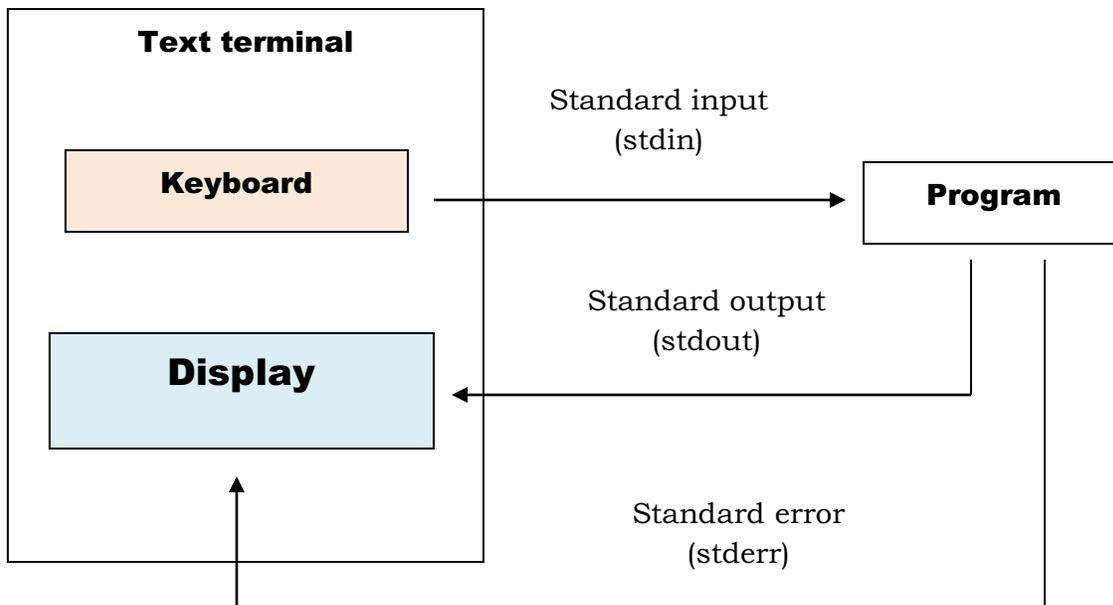 Text terminal
Standard input
(stdin)
Keyboard
Program
Standard output
(stdout)
Display
Standard error
(stderr)